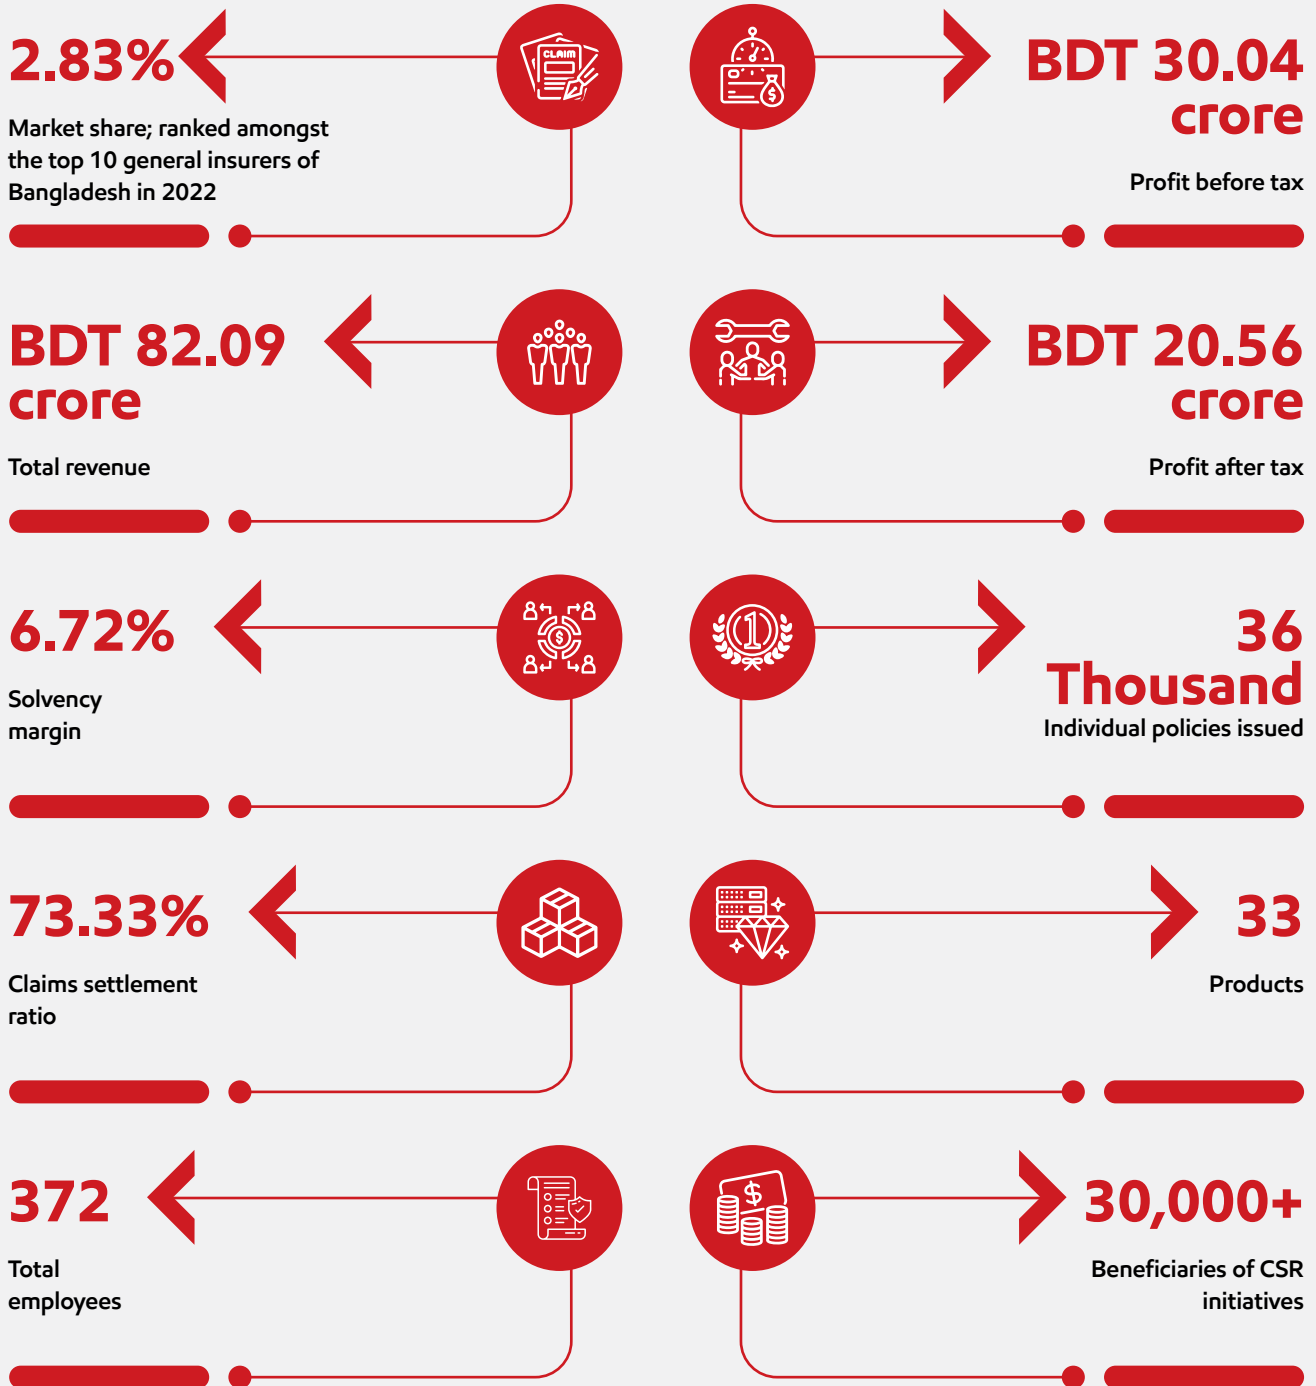 2.83%
Market share; ranked amongst
the top 10 general insurers of
Bangladesh in 2022
CLAIM
BDT 30.04
crore
Profit before tax
BDT 82.09
crore
Total revenue
BDT 20.56
crore
Profit after tax
6.72%
Solvency
margin
1
36
Thousand
Individual policies issued
73.33%
Claims settlement
ratio
33
Products
372
Total
employees
30,000+
Beneficiaries of CSR
initiatives